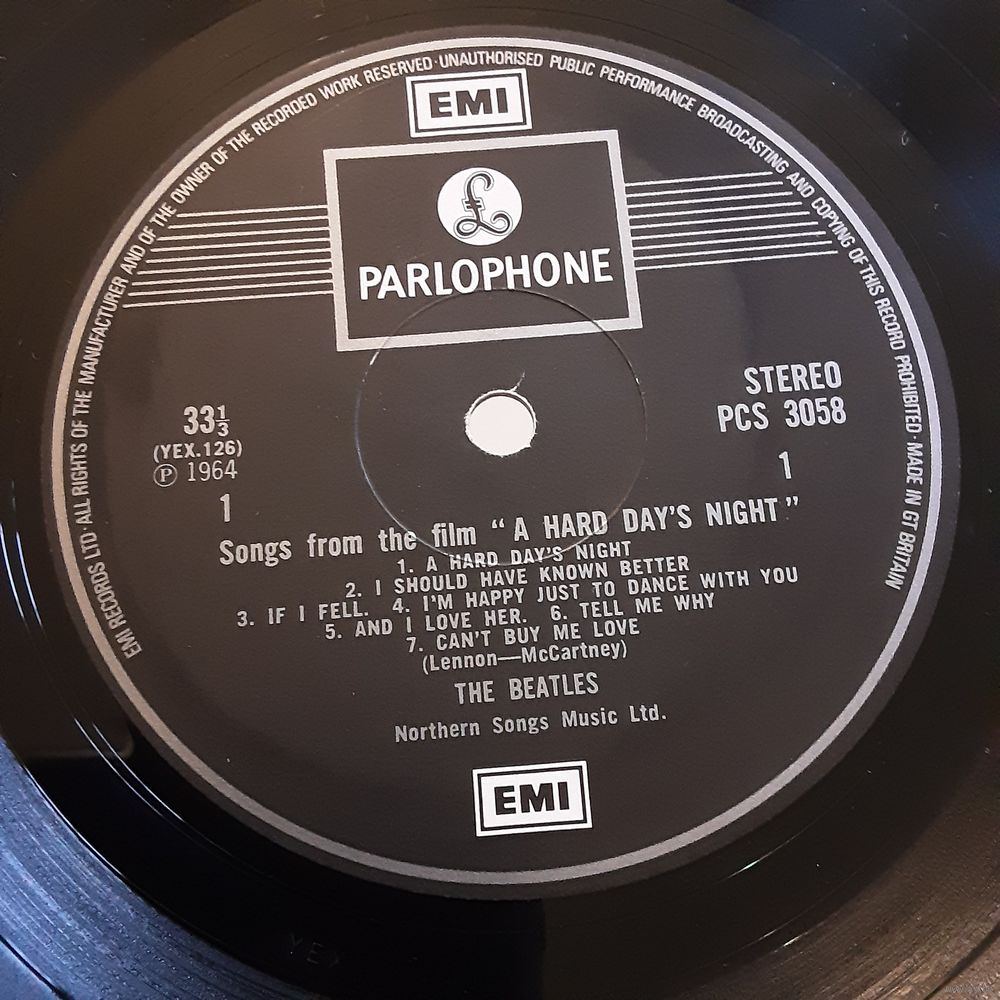 EMI RECORDS LTD · ALL RIGHTS OF THE MANUFACTURER AND OF THE OWNER OF THE RECORDED WORK RESERVED · UNAUTHORISED PUBLIC PERFORMANCE BROADCASTING AND COPYING OF THIS RECORD PROHIBITED · MADE IN GT BRITAIN
EMI
£
PARLOPHONE
33⅓
(YEX.126)
Ⓟ 1964
1
STEREO
PCS 3058
1
Songs from the film “A HARD DAY'S NIGHT”
1. A HARD DAY'S NIGHT
2. I SHOULD HAVE KNOWN BETTER
3. IF I FELL. 4. I'M HAPPY JUST TO DANCE WITH YOU
5. AND I LOVE HER. 6. TELL ME WHY
7. CAN'T BUY ME LOVE
(Lennon—McCartney)
THE BEATLES
Northern Songs Music Ltd.
EMI